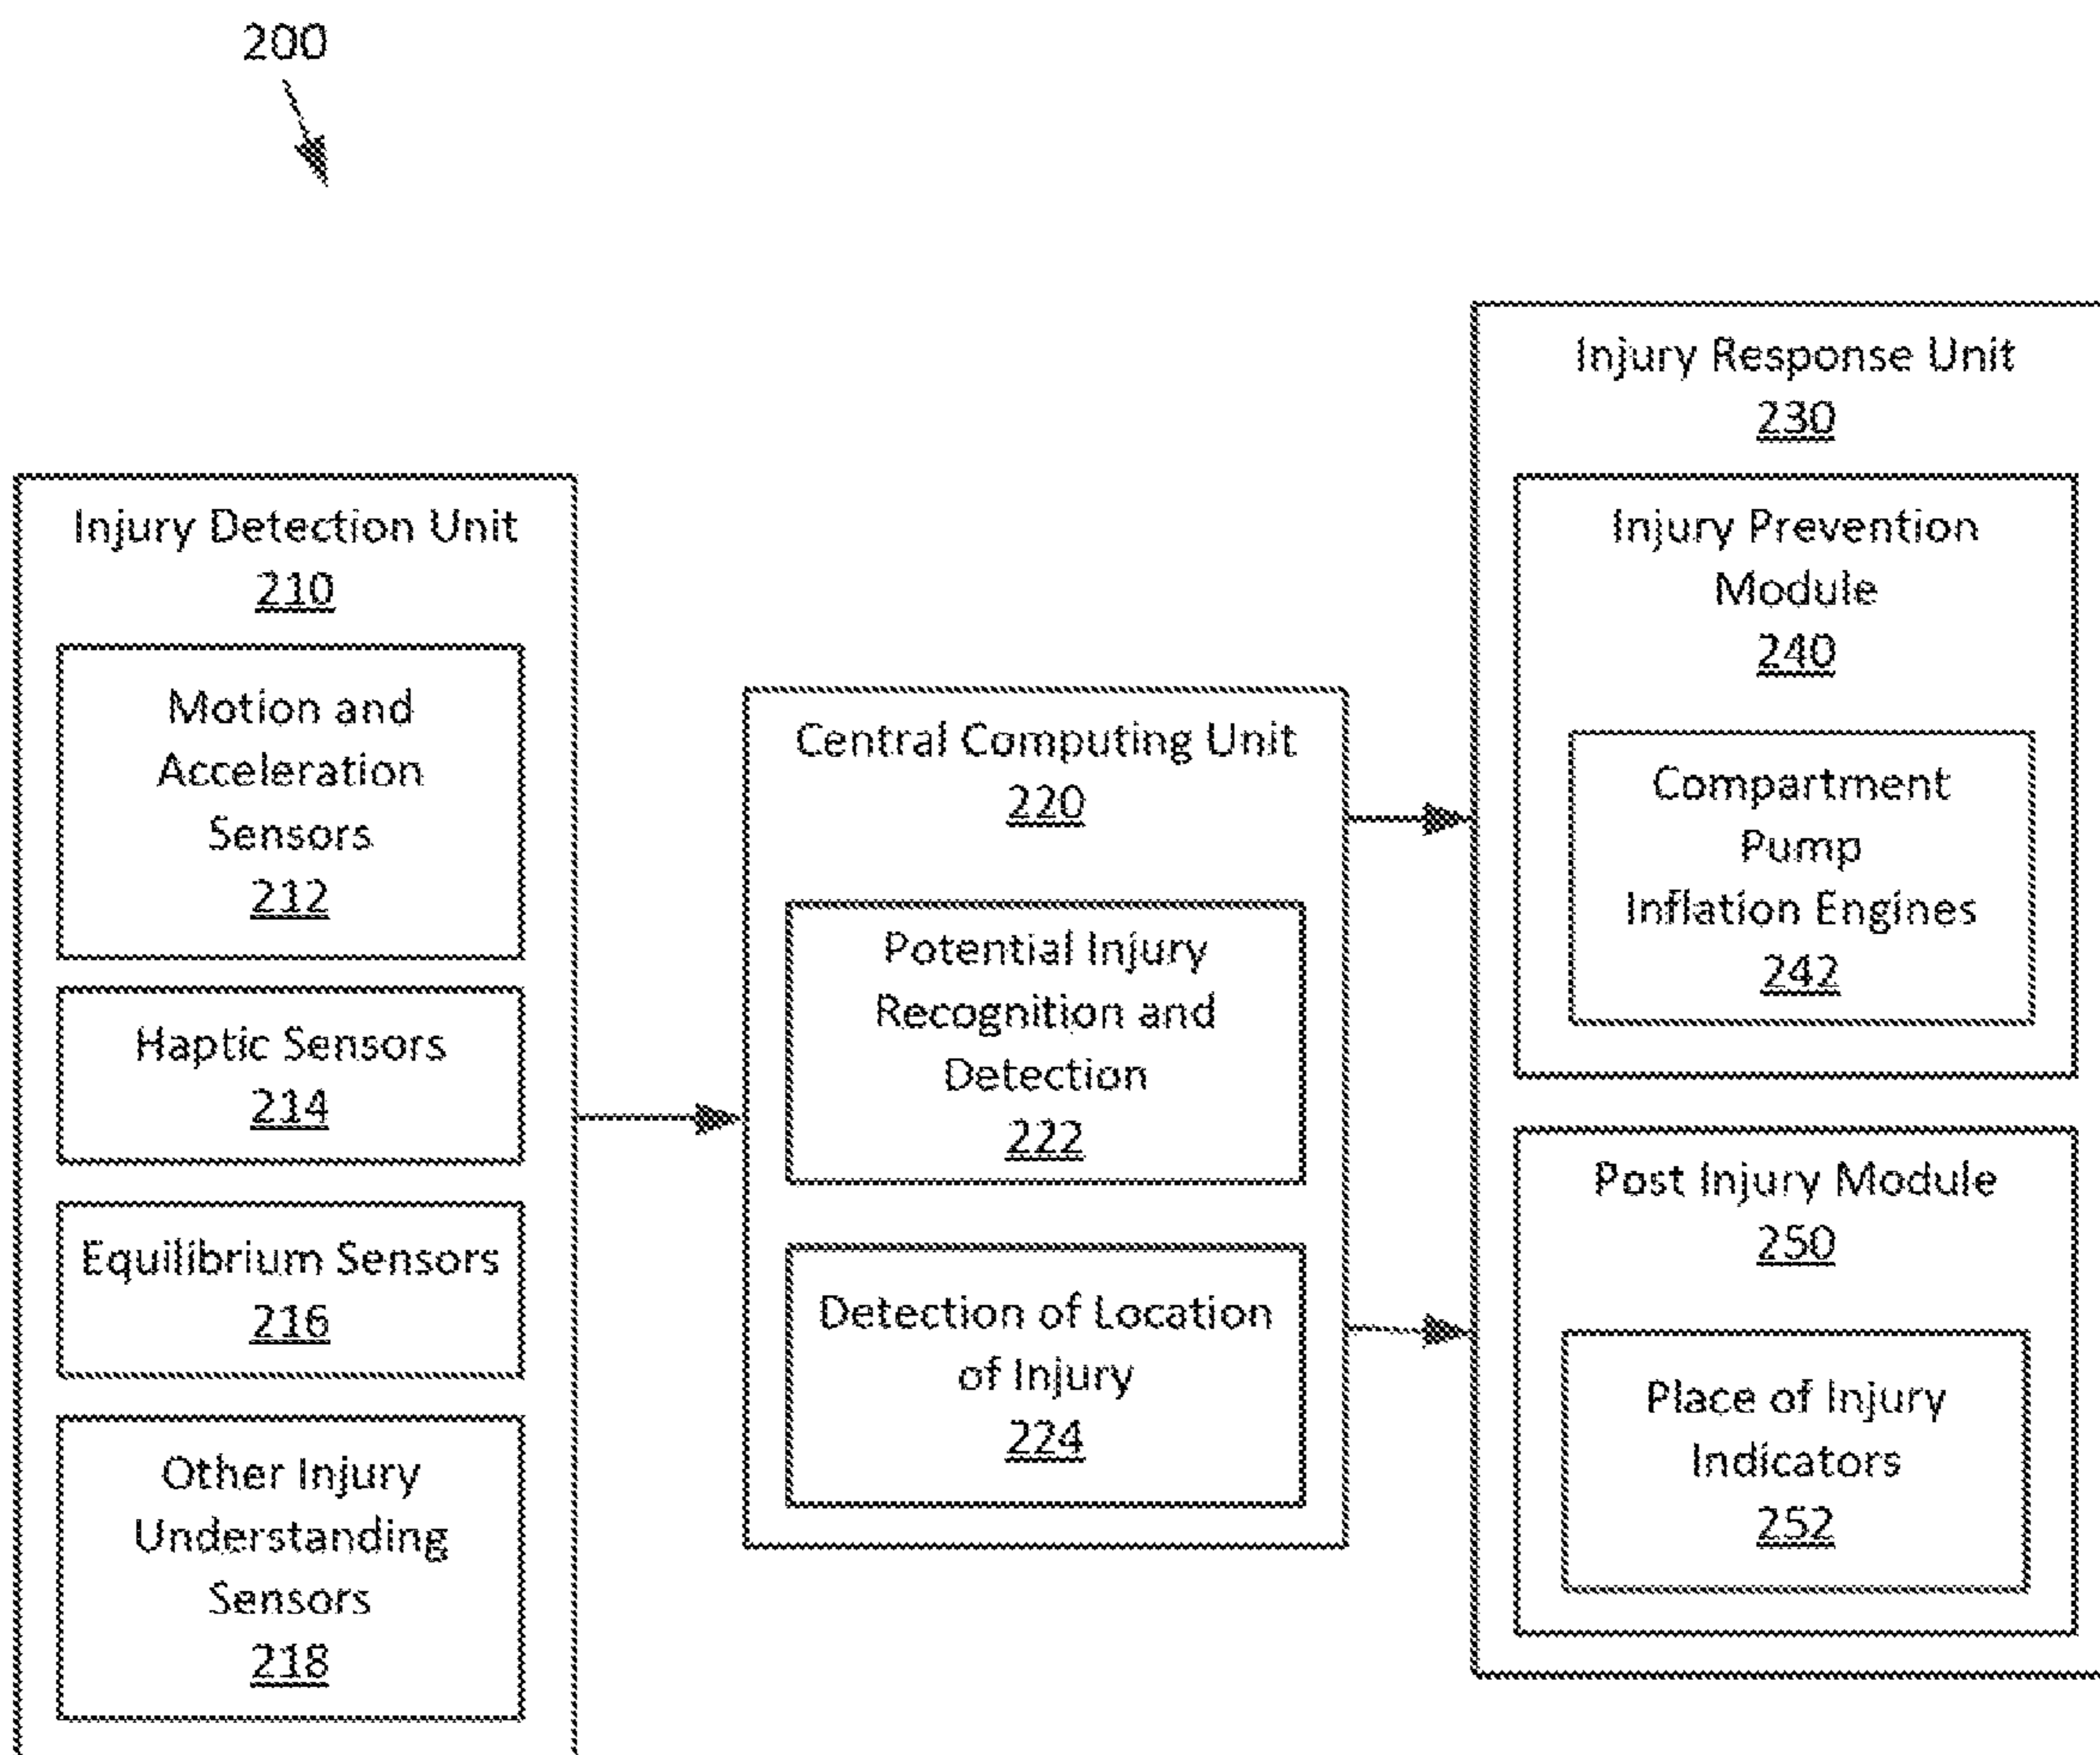 200
Injury Detection Unit
210
Motion and
Acceleration
Sensors
212
Haptic Sensors
214
Equilibrium Sensors
216
Other Injury
Understanding
Sensors
218
Central Computing Unit
220
Potential Injury
Recognition and
Detection
222
Detection of Location
of Injury
224
Injury Response Unit
230
Injury Prevention
Module
240
Compartment
Pump
Inflation Engines
242
Post Injury Module
250
Place of Injury
Indicators
252